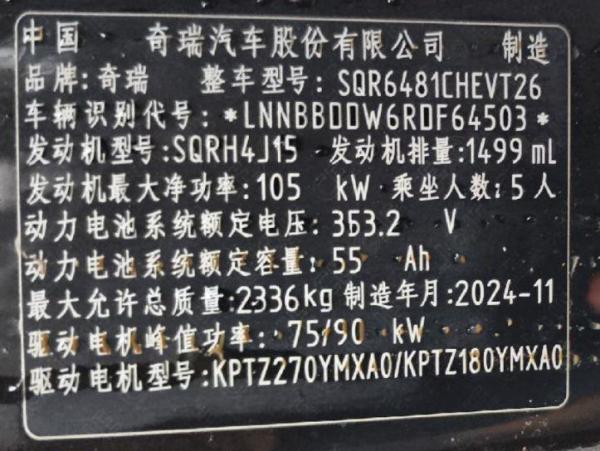 中国 奇瑞汽车股份有限公司 制造
品牌:奇瑞 整车型号:SQR6481CHEVT26
车辆识别代号:*LNNBBDDW6RDF64503*
发动机型号:SQRH4J15 发动机排量:1499mL
发动机最大净功率:105 kW 乘坐人数:5人
动力电池系统额定电压:353.2 V
动力电池系统额定容量:55 Ah
最大允许总质量:2336kg 制造年月:2024-11
驱动电机峰值功率:75/90 kW
驱动电机型号:KPTZ270YMXA0/KPTZ180YMXA0